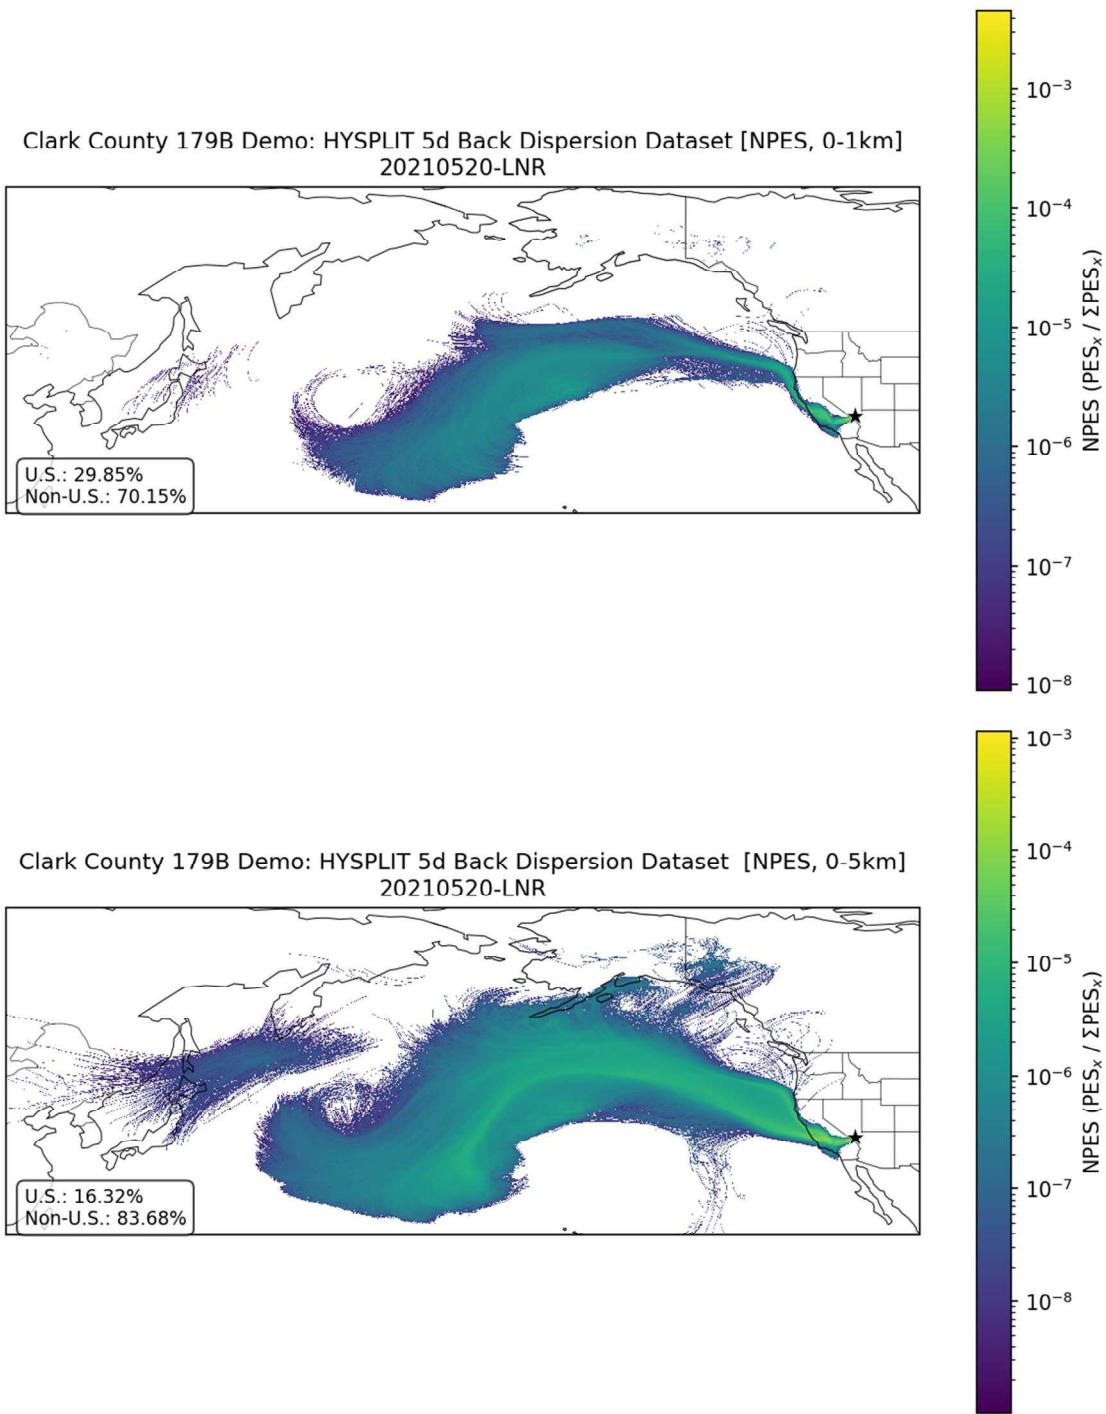 Clark County 179B Demo: HYSPLIT 5d Back Dispersion Dataset [NPES, 0-1km]
20210520-LNR
U.S.: 29.85%
Non-U.S.: 70.15%
10⁻³
10⁻⁴
10⁻⁵
10⁻⁶
10⁻⁷
10⁻⁸
NPES (PESₓ / ΣPESₓ)
Clark County 179B Demo: HYSPLIT 5d Back Dispersion Dataset [NPES, 0-5km]
20210520-LNR
U.S.: 16.32%
Non-U.S.: 83.68%
10⁻³
10⁻⁴
10⁻⁵
10⁻⁶
10⁻⁷
10⁻⁸
NPES (PESₓ / ΣPESₓ)